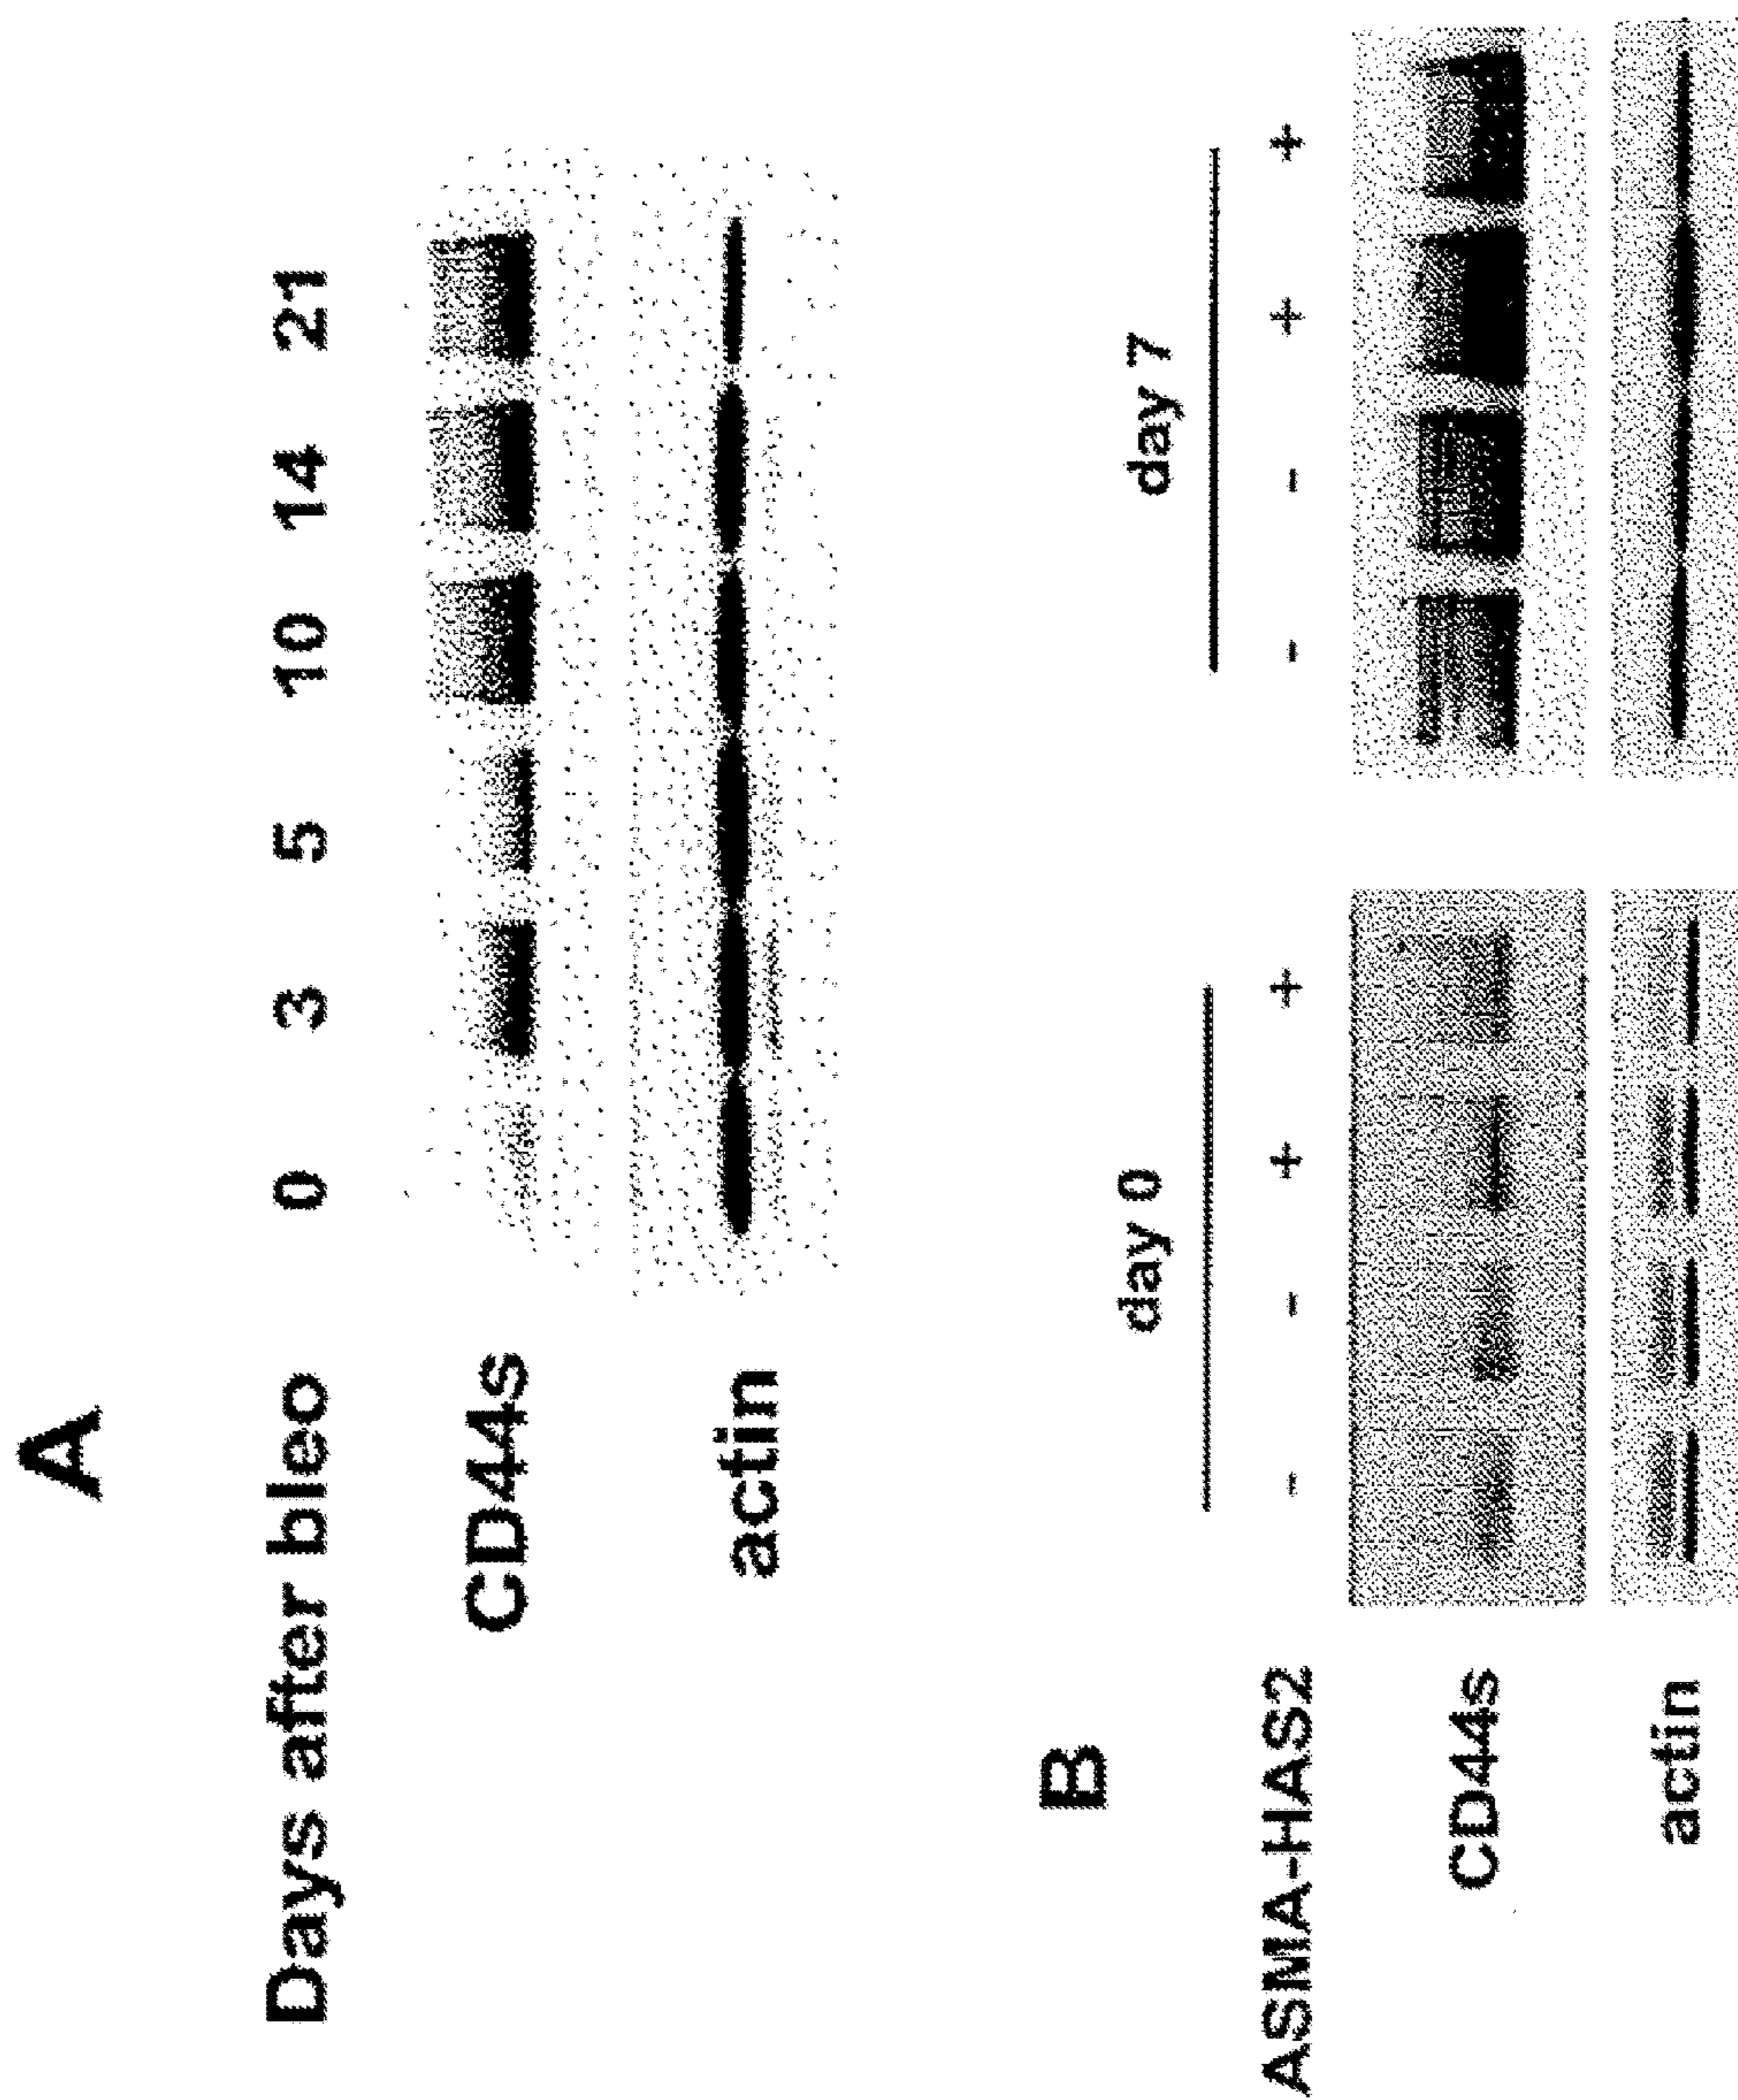 A
Days after bleo 0 3 5 10 14 21
CD44s
actin
B
day 0 day 7
ASMA-HAS2 - - + + - - + +
CD44s
actin